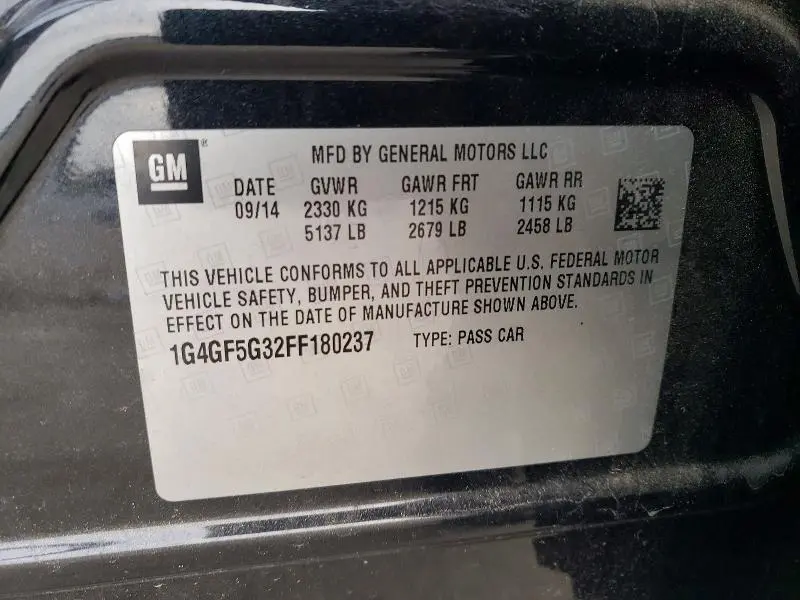 GM
MFD BY GENERAL MOTORS LLC
DATE GVWR GAWR FRT GAWR RR
09/14 2330 KG 1215 KG 1115 KG
5137 LB 2679 LB 2458 LB
THIS VEHICLE CONFORMS TO ALL APPLICABLE U.S. FEDERAL MOTOR
VEHICLE SAFETY, BUMPER, AND THEFT PREVENTION STANDARDS IN
EFFECT ON THE DATE OF MANUFACTURE SHOWN ABOVE.
1G4GF5G32FF180237 TYPE: PASS CAR